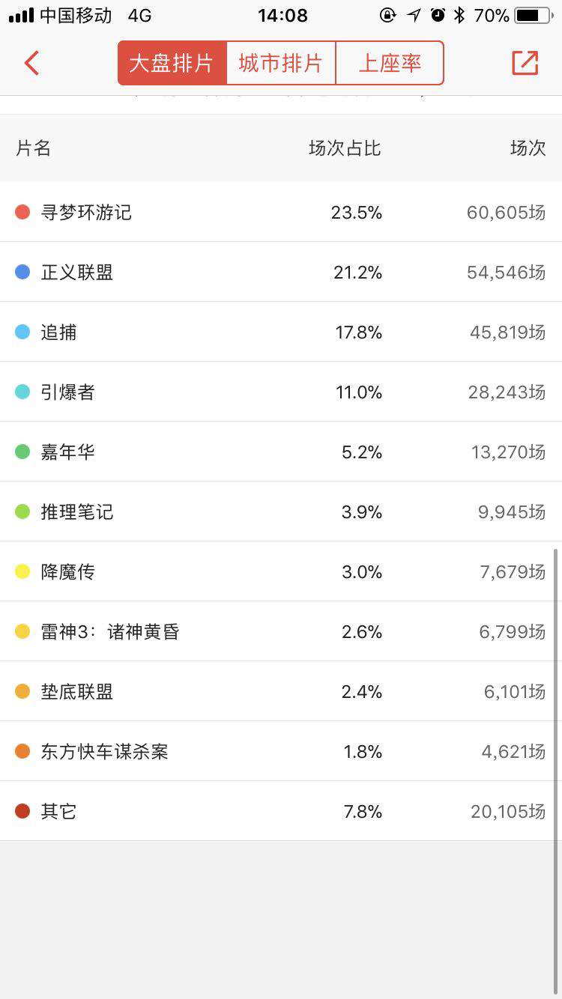 中国移动 4G 14:08 70%
大盘排片 城市排片 上座率
片名 场次占比 场次
寻梦环游记 23.5% 60,605场
正义联盟 21.2% 54,546场
追捕 17.8% 45,819场
引爆者 11.0% 28,243场
嘉年华 5.2% 13,270场
推理笔记 3.9% 9,945场
降魔传 3.0% 7,679场
雷神3：诸神黄昏 2.6% 6,799场
垫底联盟 2.4% 6,101场
东方快车谋杀案 1.8% 4,621场
其它 7.8% 20,105场